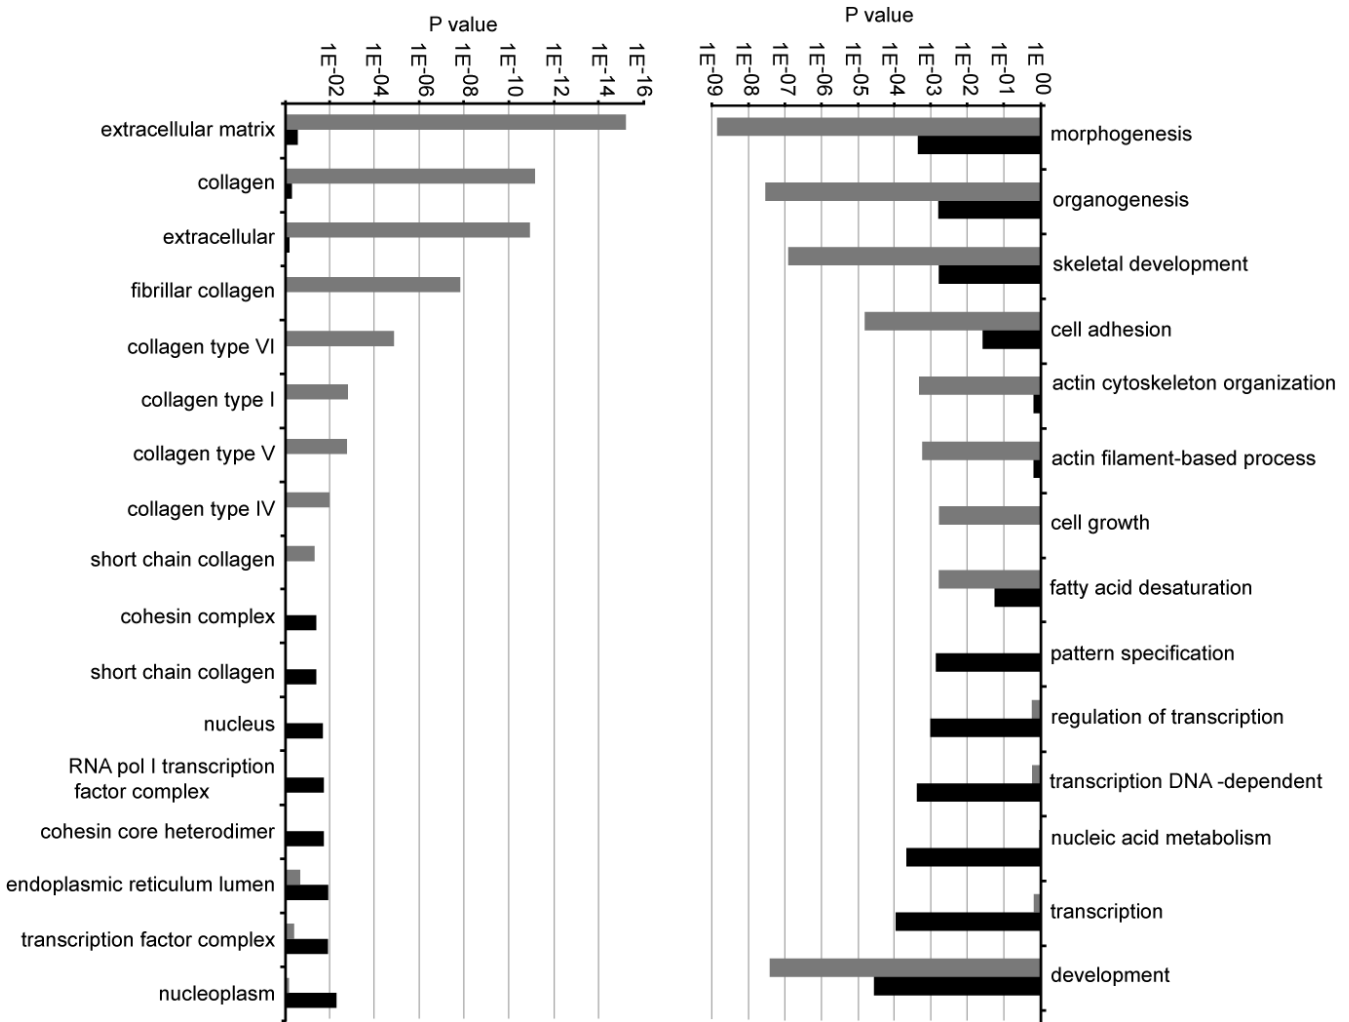 P value
1E-02
1E-04
1E-06
1E-08
1E-10
1E-12
1E-14
1E-16
extracellular matrix
collagen
extracellular
fibrillar collagen
collagen type VI
collagen type I
collagen type V
collagen type IV
short chain collagen
cohesin complex
short chain collagen
nucleus
RNA pol I transcription
factor complex
cohesin core heterodimer
endoplasmic reticulum lumen
transcription factor complex
nucleoplasm
P value
1E-09
1E-08
1E-07
1E-06
1E-05
1E-04
1E-03
1E-02
1E-01
1E 00
morphogenesis
organogenesis
skeletal development
cell adhesion
actin cytoskeleton organization
actin filament-based process
cell growth
fatty acid desaturation
pattern specification
regulation of transcription
transcription DNA -dependent
nucleic acid metabolism
transcription
development